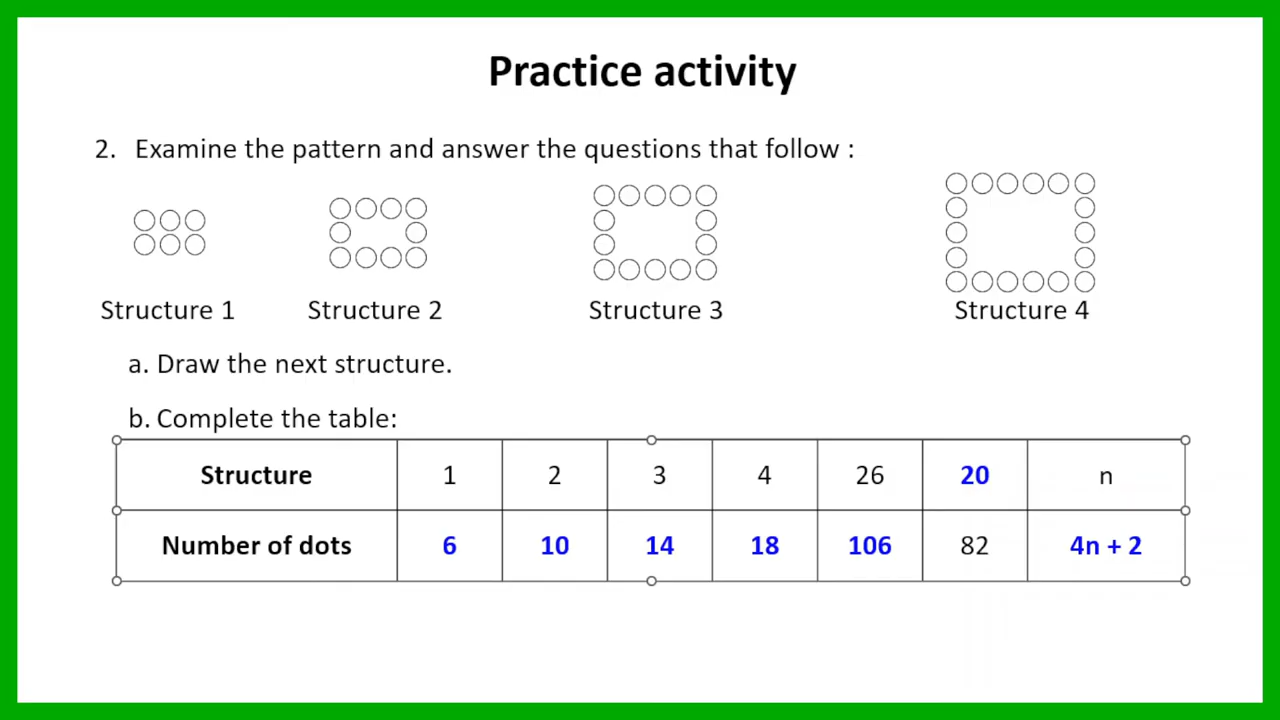 Practice activity
2. Examine the pattern and answer the questions that follow :
Structure 1 Structure 2 Structure 3 Structure 4
a. Draw the next structure.
b. Complete the table:
Structure 1 2 3 4 26 20 n
Number of dots 6 10 14 18 106 82 4n + 2